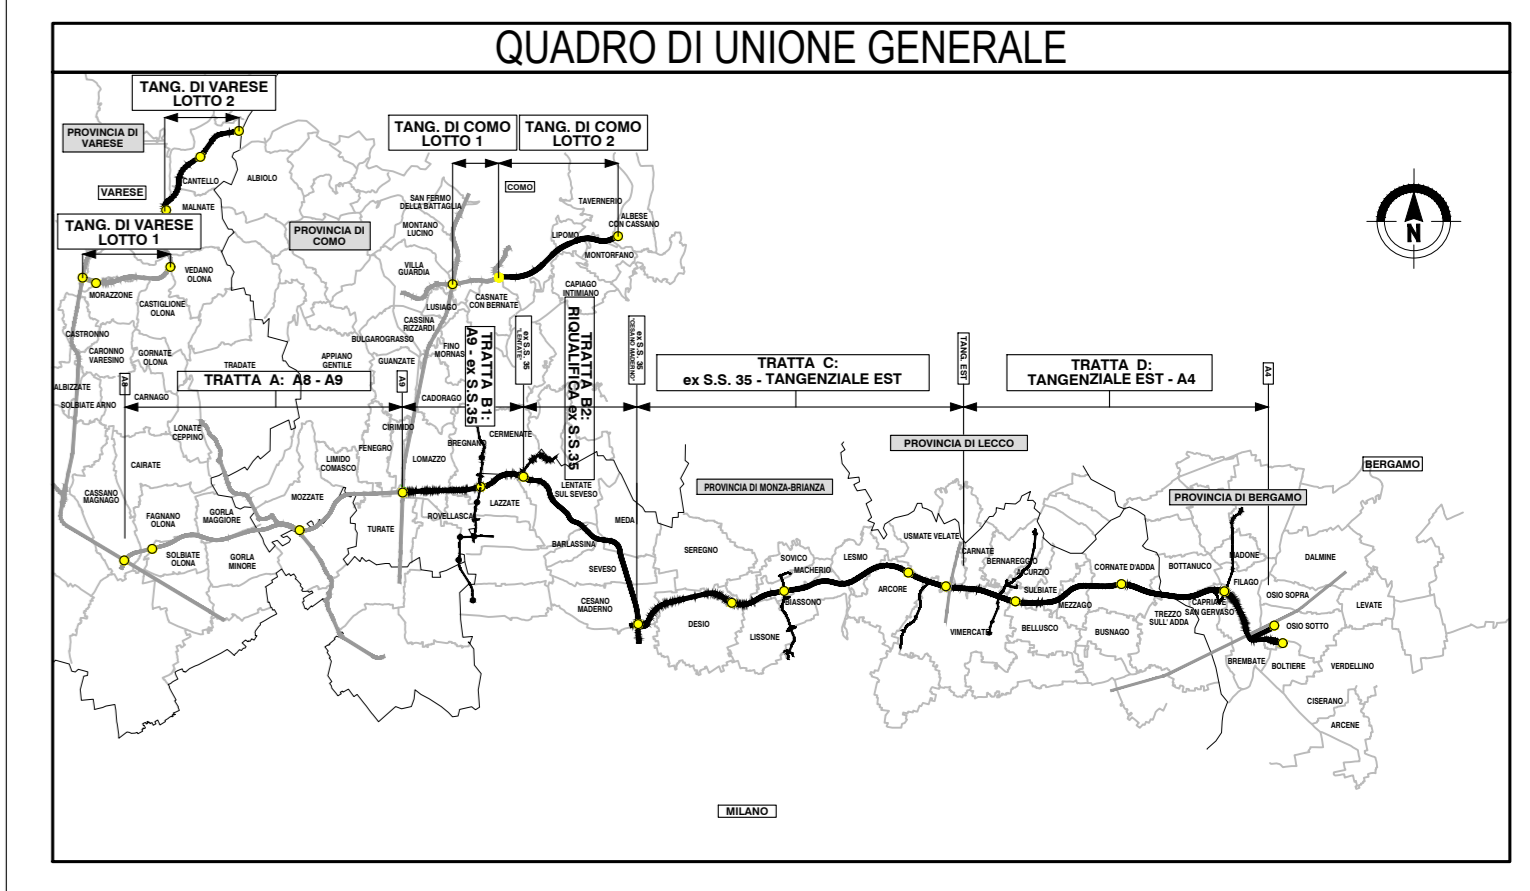 QUADRO DI UNIONE GENERALE
TANG. DI VARESE
LOTTO 2
PROVINCIA DI
VARESE
CANTELLO
ALBIOLO
VARESE
MALNATE
TANG. DI VARESE
LOTTO 1
VEDANO
OLONA
MORAZZONE
CASTIGLIONE
OLONA
PROVINCIA DI
COMO
TANG. DI COMO
LOTTO 1
TANG. DI COMO
LOTTO 2
COMO
SAN FERMO
DELLA BATTAGLIA
MONTANO
LUCINO
VILLA
GUARDIA
TAVERNERIO
ALBESE
CON CASSANO
LIPOMO
MONTORFANO
CAPIAGO
INTIMIANO
CASNATE
CON BERNATE
LUSIAGO
CASSINA
RIZZARDI
BULGAROGRASSO
FINO
MORNAS
GUANZATE
APPIANO
GENTILE
TRADATE
CASTRONNO
CARONNO
VARESINO
GORNATE
OLONA
ALBIZZATE
SOLBIATE ARNO
CARNAGO
A8
TRATTA A: A8 - A9
A9
CADORAGO
TRATTA B1:
A9 - ex S.S.35
ex S.S. 35
"LENTATE"
TRATTA B2:
RIQUALIFICA ex S.S.35
ex S.S. 35
"CESANO MADERNO"
TRATTA C:
ex S.S. 35 - TANGENZIALE EST
TANG. EST
TRATTA D:
TANGENZIALE EST - A4
A4
N
LONATE
CEPPINO
CIRIMIDO
FENEGRO
LOMAZZO
BREGNANO
CERMENATE
CAIRATE
LIMIDO
COMASCO
MOZZATE
CASSANO
MAGNAGO
FAGNANO
OLONA
GORLA
MAGGIORE
SOLBIATE
OLONA
GORLA
MINORE
TURATE
ROVELLASCA
LAZZATE
LENTATE
SUL SEVESO
MEDA
BARLASSINA
SEVESO
CESANO
MADERNO
PROVINCIA DI MONZA-BRIANZA
PROVINCIA DI LECCO
PROVINCIA DI BERGAMO
BERGAMO
SEREGNO
DESIO
LISSONE
SOVICO
MACHERIO
BIASSONO
LESMO
ARCORE
USMATE VELATE
CARNATE
BERNAREGGIO
AICURZIO
SULBIATE
VIMERCATE
MEZZAGO
BELLUSCO
CORNATE D'ADDA
BUSNAGO
BOTTANUCO
TREZZO
SULL' ADDA
CAPRIATE
SAN GERVASO
MADONE
FILAGO
DALMINE
OSIO SOPRA
OSIO SOTTO
LEVATE
BREMBATE
BOLTIERE
VERDELLINO
CISERANO
ARCENE
MILANO